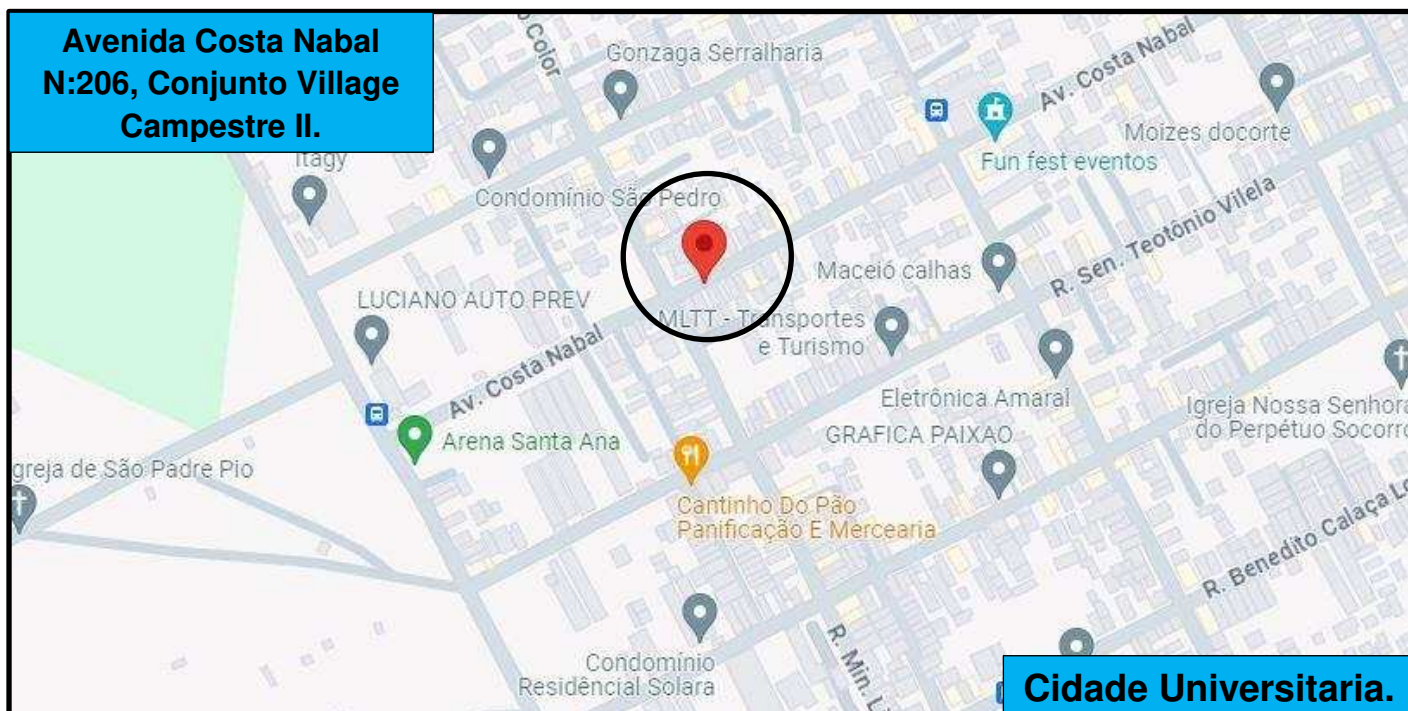 Avenida Costa Nabal
N:206, Conjunto Village
Campestre II.
Color
Gonzaga Serralharia
Av. Costa Nabal
Moizes docorte
Fun fest eventos
Itagy
Condomínio São Pedro
R. Sen. Teotônio Vilela
Maceió calhas
LUCIANO AUTO PREV
MLTT - Transportes
e Turismo
Av. Costa Nabal
Eletrônica Amaral
Igreja Nossa Senhora
do Perpétuo Socorro
Arena Santa Ana
GRAFICA PAIXAO
greja de São Padre Pio
Cantinho Do Pão
Panificação E Mercearia
R. Benedito Calaça Lo
R. Min. Li
Condomínio
Residêncial Solara
Cidade Universitaria.